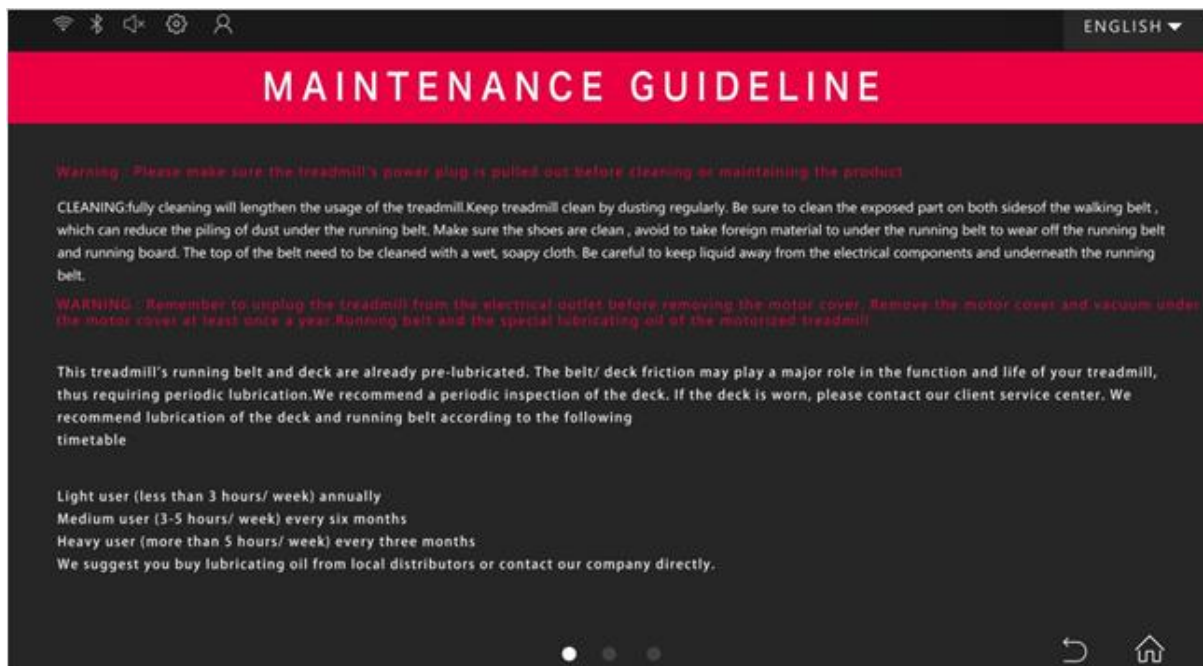 ENGLISH
MAINTENANCE GUIDELINE
Warning : Please make sure the treadmill's power plug is pulled out before cleaning or maintaining the product
CLEANING:fully cleaning will lengthen the usage of the treadmill.Keep treadmill clean by dusting regularly. Be sure to clean the exposed part on both sidesof the walking belt ,
which can reduce the piling of dust under the running belt. Make sure the shoes are clean , avoid to take foreign material to under the running belt to wear off the running belt
and running board. The top of the belt need to be cleaned with a wet, soapy cloth. Be careful to keep liquid away from the electrical components and underneath the running
belt.
WARNING : Remember to unplug the treadmill from the electrical outlet before removing the motor cover. Remove the motor cover and vacuum under
the motor cover at least once a year.Running belt and the special lubricating oil of the motorized treadmill
This treadmill's running belt and deck are already pre-lubricated. The belt/ deck friction may play a major role in the function and life of your treadmill,
thus requiring periodic lubrication.We recommend a periodic inspection of the deck. If the deck is worn, please contact our client service center. We
recommend lubrication of the deck and running belt according to the following
timetable
Light user (less than 3 hours/ week) annually
Medium user (3-5 hours/ week) every six months
Heavy user (more than 5 hours/ week) every three months
We suggest you buy lubricating oil from local distributors or contact our company directly.